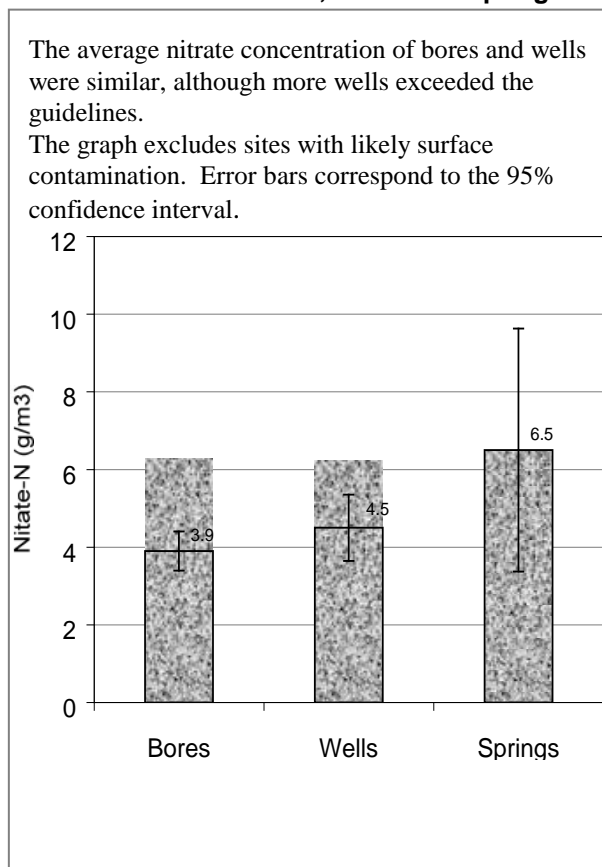 The average nitrate concentration of bores and wells
were similar, although more wells exceeded the
guidelines.
The graph excludes sites with likely surface
contamination. Error bars correspond to the 95%
confidence interval.
12
10
8
6
4
2
0
Nitate-N (g/m3)
3.9
4.5
6.5
Bores Wells Springs